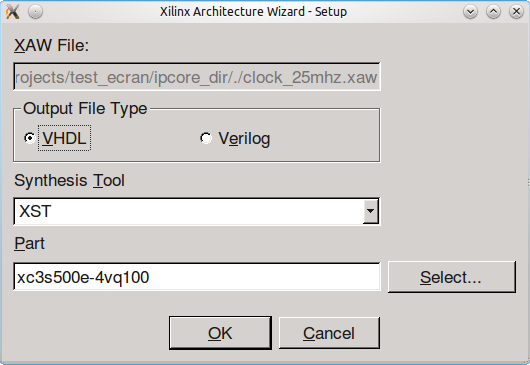 Xilinx Architecture Wizard - Setup
XAW File:
rojects/test_ecran/ipcore_dir/./clock_25mhz.xaw
Output File Type
VHDL Verilog
Synthesis Tool
XST
Part
xc3s500e-4vq100 Select...
OK Cancel